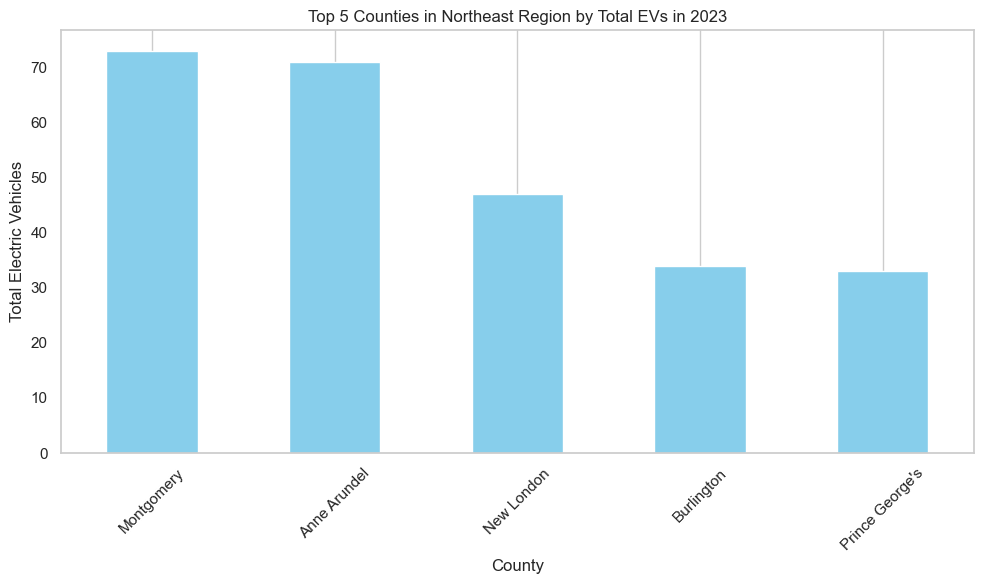 Top 5 Counties in Northeast Region by Total EVs in 2023
Total Electric Vehicles
70
60
50
40
30
20
10
0
Montgomery
Anne Arundel
New London
Burlington
Prince George's
County